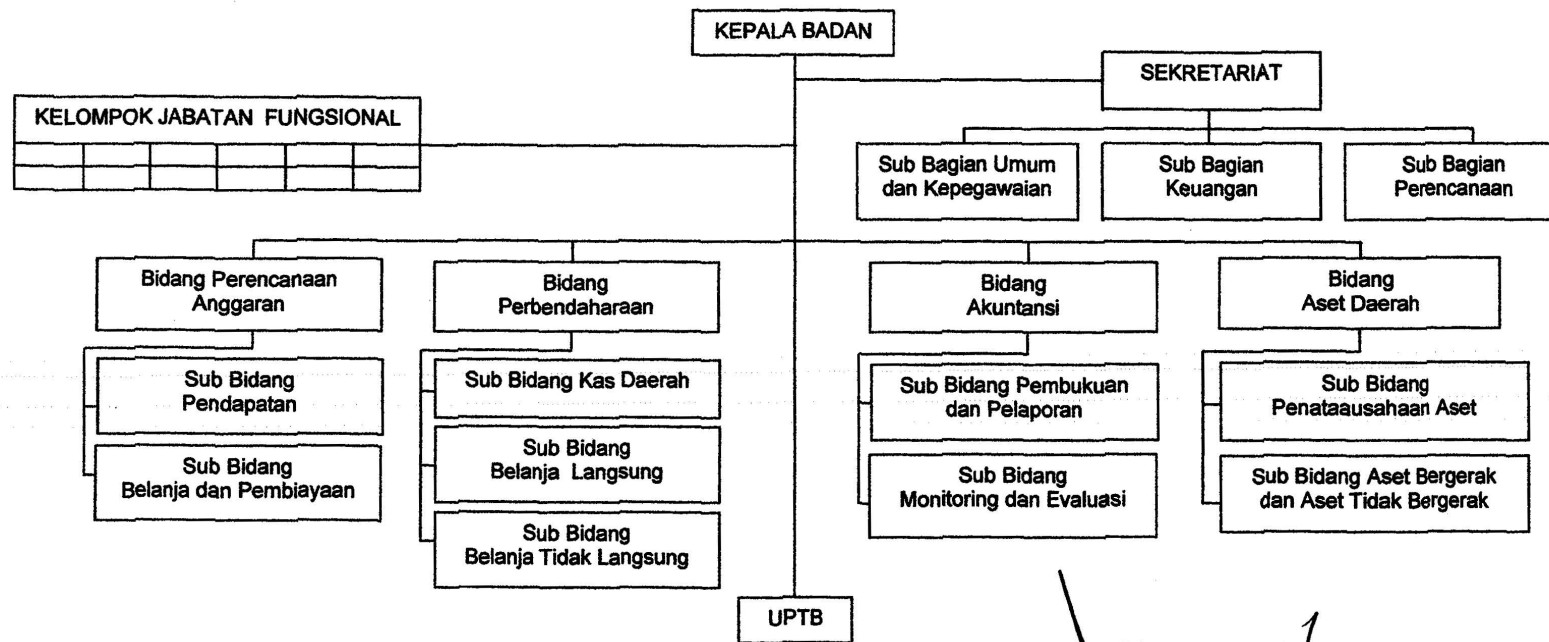 KEPALA BADAN
SEKRETARIAT
KELOMPOK JABATAN FUNGSIONAL
Sub Bagian Umum
dan Kepegawaian
Sub Bagian
Keuangan
Sub Bagian
Perencanaan
Bidang Perencanaan
Anggaran
Bidang
Perbendaharaan
Bidang
Akuntansi
Bidang
Aset Daerah
Sub Bidang
Pendapatan
Sub Bidang
Belanja dan Pembiayaan
Sub Bidang Kas Daerah
Sub Bidang
Belanja Langsung
Sub Bidang
Belanja Tidak Langsung
Sub Bidang Pembukuan
dan Pelaporan
Sub Bidang
Monitoring dan Evaluasi
Sub Bidang
Penataausahaan Aset
Sub Bidang Aset Bergerak
dan Aset Tidak Bergerak
UPTB